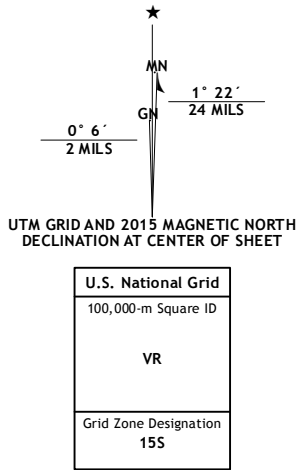 ★
MN
1° 22´
24 MILS
GN
0° 6´
2 MILS
UTM GRID AND 2015 MAGNETIC NORTH
DECLINATION AT CENTER OF SHEET
U.S. National Grid
100,000-m Square ID
VR
Grid Zone Designation
15S